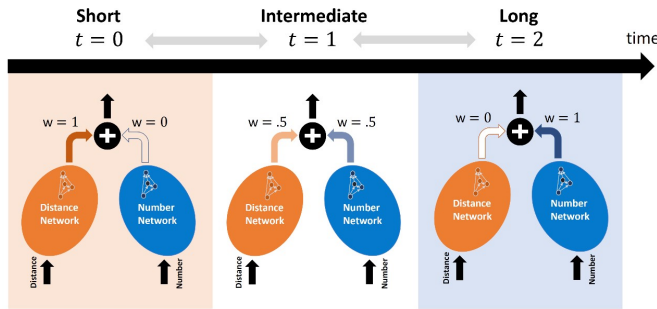 Short Intermediate Long
t = 0 t = 1 t = 2 time
w = 1 w = 0 w = .5 w = .5 w = 0 w = 1
Distance Number Distance Number Distance Number
Network Network Network Network Network Network
Distance Number Distance Number Distance Number